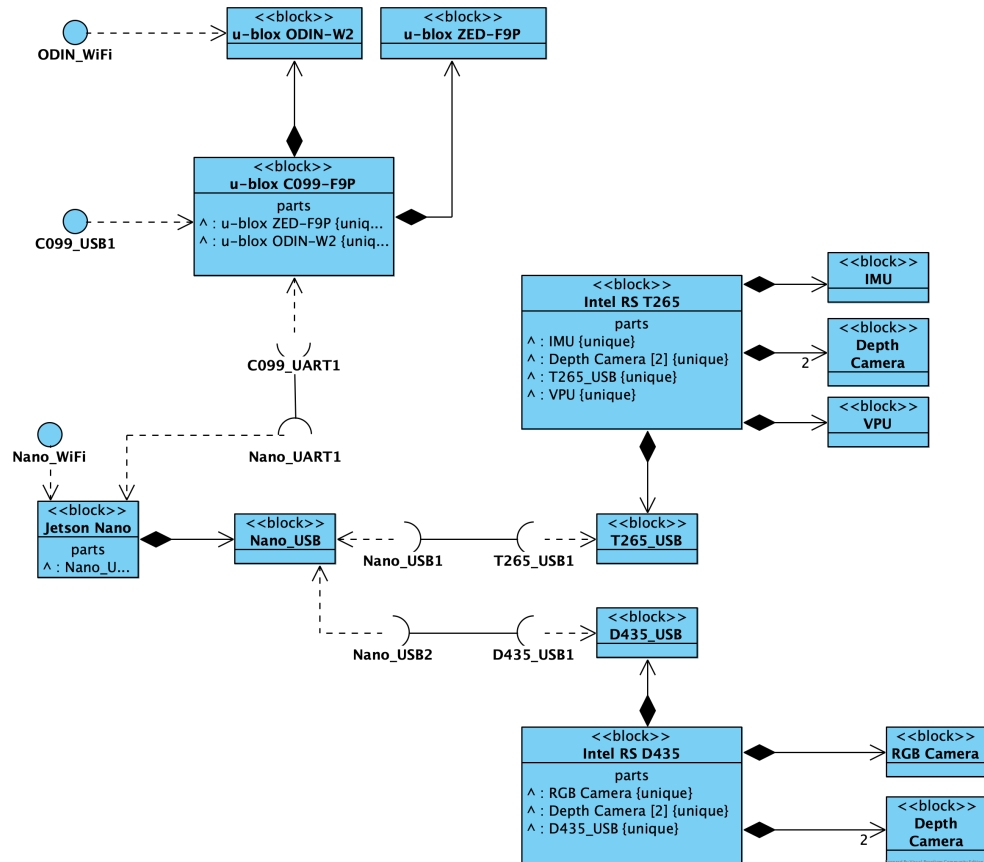 <<block>>
u-blox ODIN-W2
<<block>>
u-blox ZED-F9P
ODIN_WiFi
<<block>>
u-blox C099-F9P
parts
^ : u-blox ZED-F9P {uniq...
^ : u-blox ODIN-W2 {uniq...
C099_USB1
<<block>>
IMU
<<block>>
Intel RS T265
parts
^ : IMU {unique}
^ : Depth Camera [2] {unique}
^ : T265_USB {unique}
^ : VPU {unique}
<<block>>
Depth
Camera
2
<<block>>
VPU
C099_UART1
Nano_UART1
Nano_WiFi
<<block>>
Jetson Nano
parts
^ : Nano_U...
<<block>>
Nano_USB
Nano_USB1
T265_USB1
<<block>>
T265_USB
<<block>>
D435_USB
Nano_USB2
D435_USB1
<<block>>
Intel RS D435
parts
^ : RGB Camera {unique}
^ : Depth Camera [2] {unique}
^ : D435_USB {unique}
<<block>>
RGB Camera
<<block>>
Depth
Camera
2